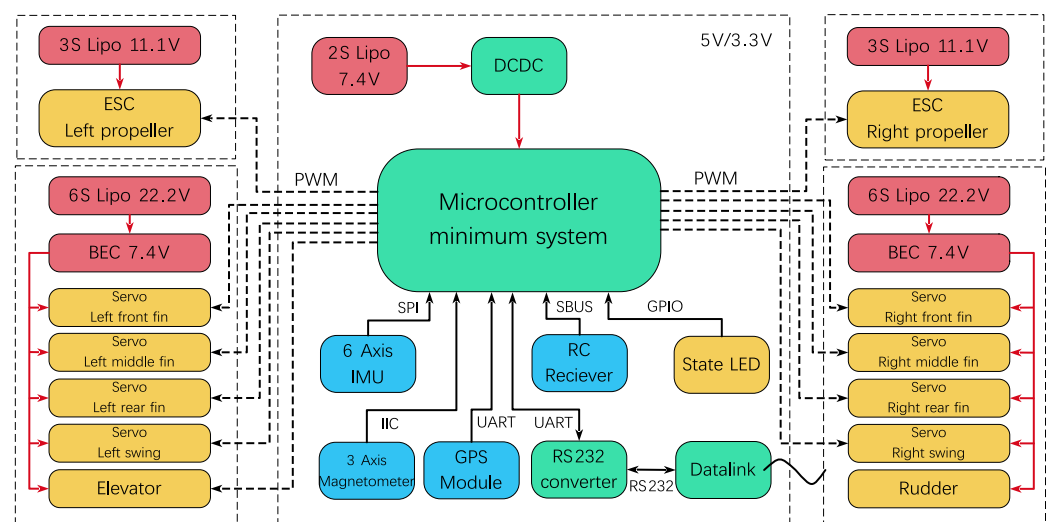 3S Lipo 11.1V
ESC
Left propeller
6S Lipo 22.2V
BEC 7.4V
Servo
Left front fin
Servo
Left middle fin
Servo
Left rear fin
Servo
Left swing
Elevator
2S Lipo
7.4V
DCDC
5V/3.3V
PWM
PWM
Microcontroller
minimum system
SPI
SBUS
GPIO
6 Axis
IMU
RC
Reciever
State LED
IIC
UART
UART
3 Axis
Magnetometer
GPS
Module
RS232
converter
RS232
Datalink
3S Lipo 11.1V
ESC
Right propeller
6S Lipo 22.2V
BEC 7.4V
Servo
Right front fin
Servo
Right middle fin
Servo
Right rear fin
Servo
Right swing
Rudder